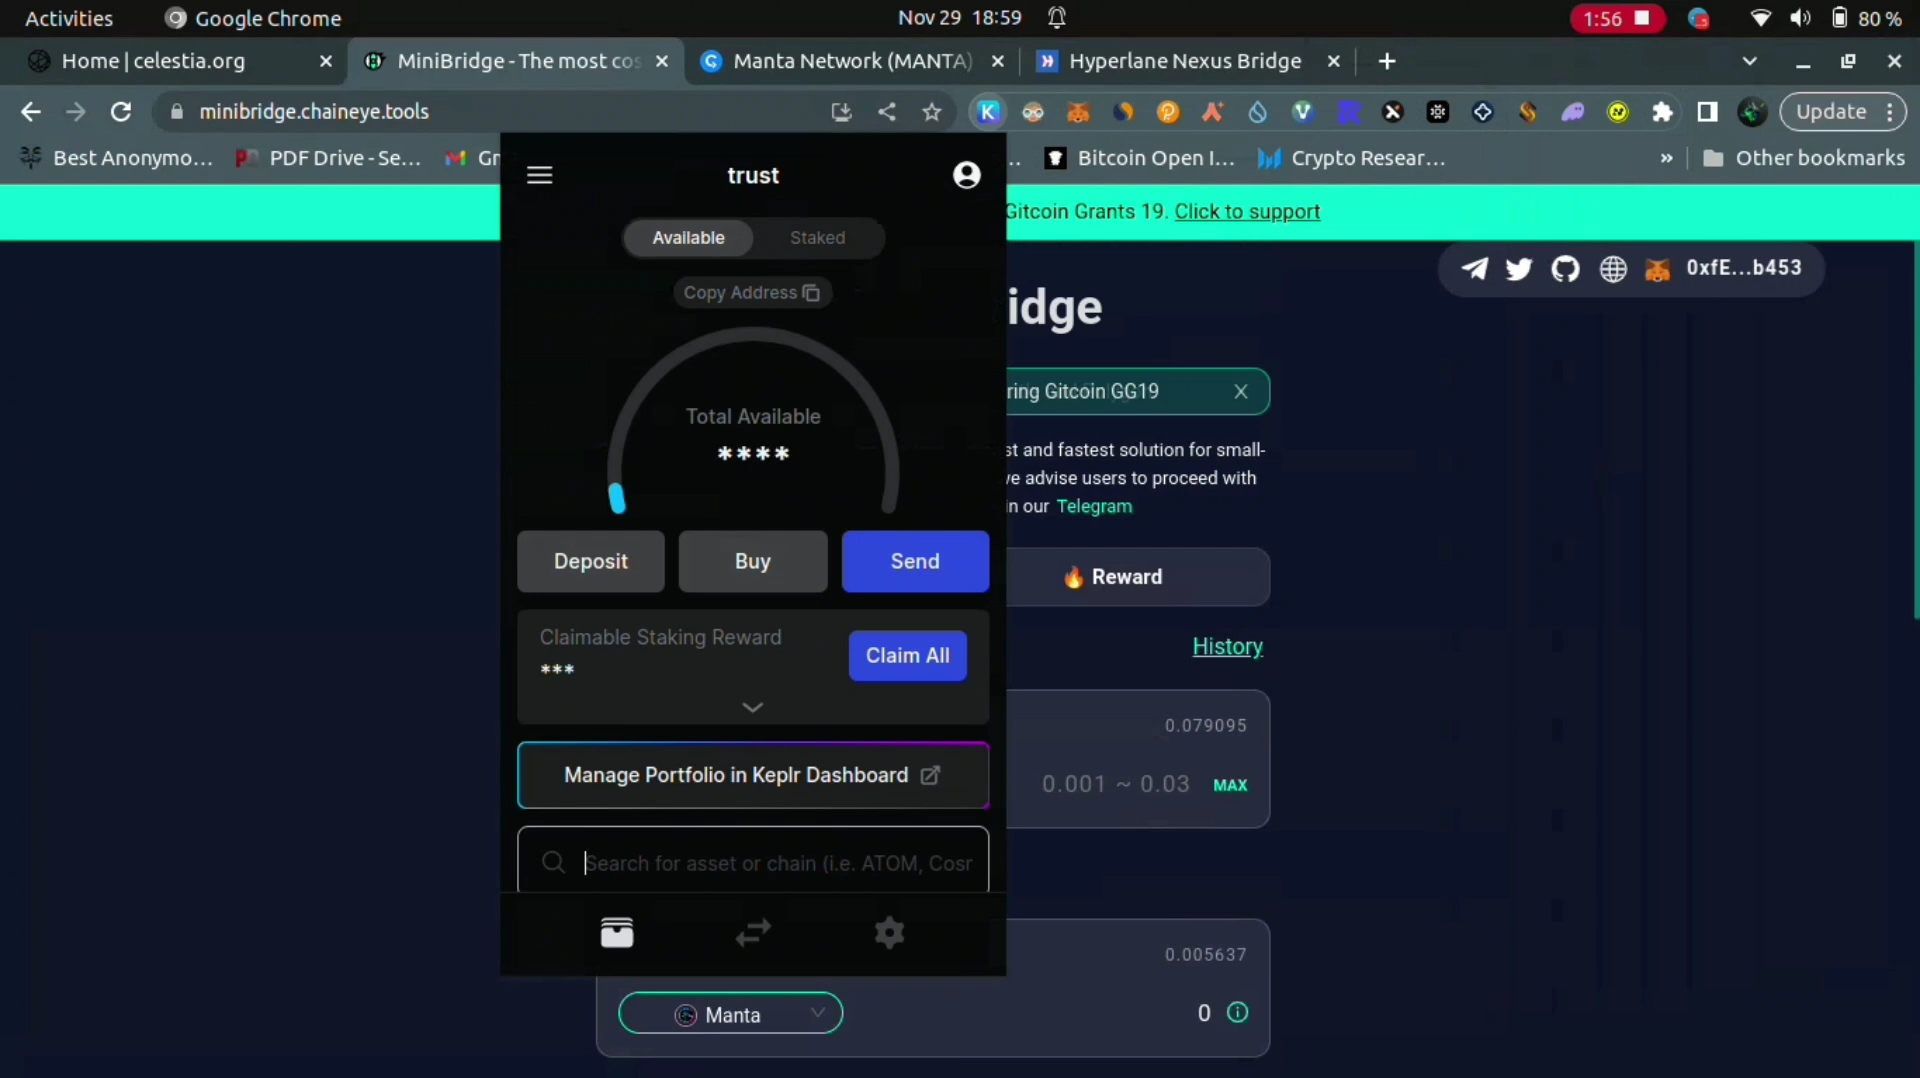 Activities
Google Chrome
Nov 29 18:59
1:56
80 %
Home | celestia.org
MiniBridge - The most cos
Manta Network (MANTA)
Hyperlane Nexus Bridge
minibridge.chaineye.tools
Update
Best Anonymo...
PDF Drive - Se...
Bitcoin Open I...
Crypto Resear...
»
Other bookmarks
Gitcoin Grants 19. Click to support
trust
Available
Staked
Copy Address
Total Available
****
Deposit
Buy
Send
Claimable Staking Reward
***
Claim All
Manage Portfolio in Keplr Dashboard
Search for asset or chain (i.e. ATOM, Cosr
0xfE...b453
idge
ring Gitcoin GG19
X
st and fastest solution for small-
ve advise users to proceed with
in our Telegram
Reward
History
0.079095
0.001 ~ 0.03 MAX
0.005637
Manta
0